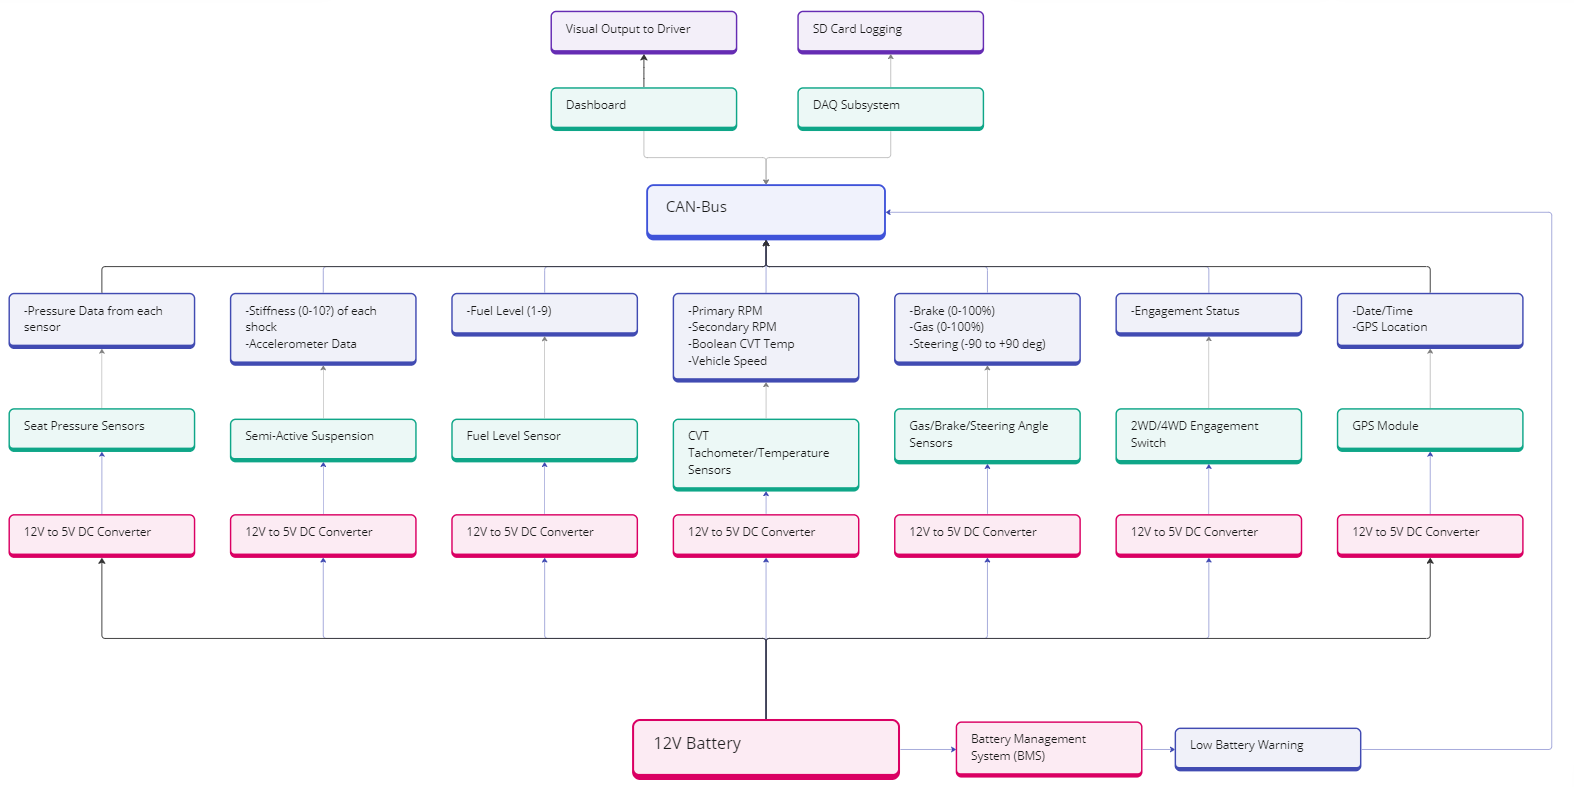 Visual Output to Driver
SD Card Logging
Dashboard
DAQ Subsystem
CAN-Bus
-Pressure Data from each
sensor
-Stiffness (0-10?) of each
shock
-Accelerometer Data
-Fuel Level (1-9)
-Primary RPM
-Secondary RPM
-Boolean CVT Temp
-Vehicle Speed
-Brake (0-100%)
-Gas (0-100%)
-Steering (-90 to +90 deg)
-Engagement Status
-Date/Time
-GPS Location
Seat Pressure Sensors
Semi-Active Suspension
Fuel Level Sensor
CVT
Tachometer/Temperature
Sensors
Gas/Brake/Steering Angle
Sensors
2WD/4WD Engagement
Switch
GPS Module
12V to 5V DC Converter
12V to 5V DC Converter
12V to 5V DC Converter
12V to 5V DC Converter
12V to 5V DC Converter
12V to 5V DC Converter
12V to 5V DC Converter
12V Battery
Battery Management
System (BMS)
Low Battery Warning